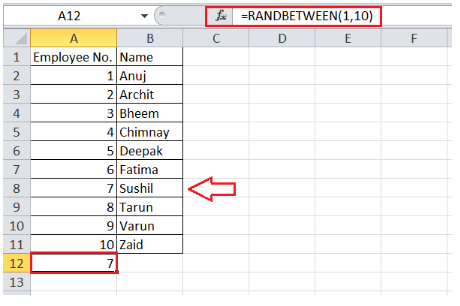 A12 fx =RANDBETWEEN(1,10)
A B C D E F
1 Employee No. Name
2 1 Anuj
3 2 Archit
4 3 Bheem
5 4 Chimnay
6 5 Deepak
7 6 Fatima
8 7 Sushil
9 8 Tarun
10 9 Varun
11 10 Zaid
12 7
13